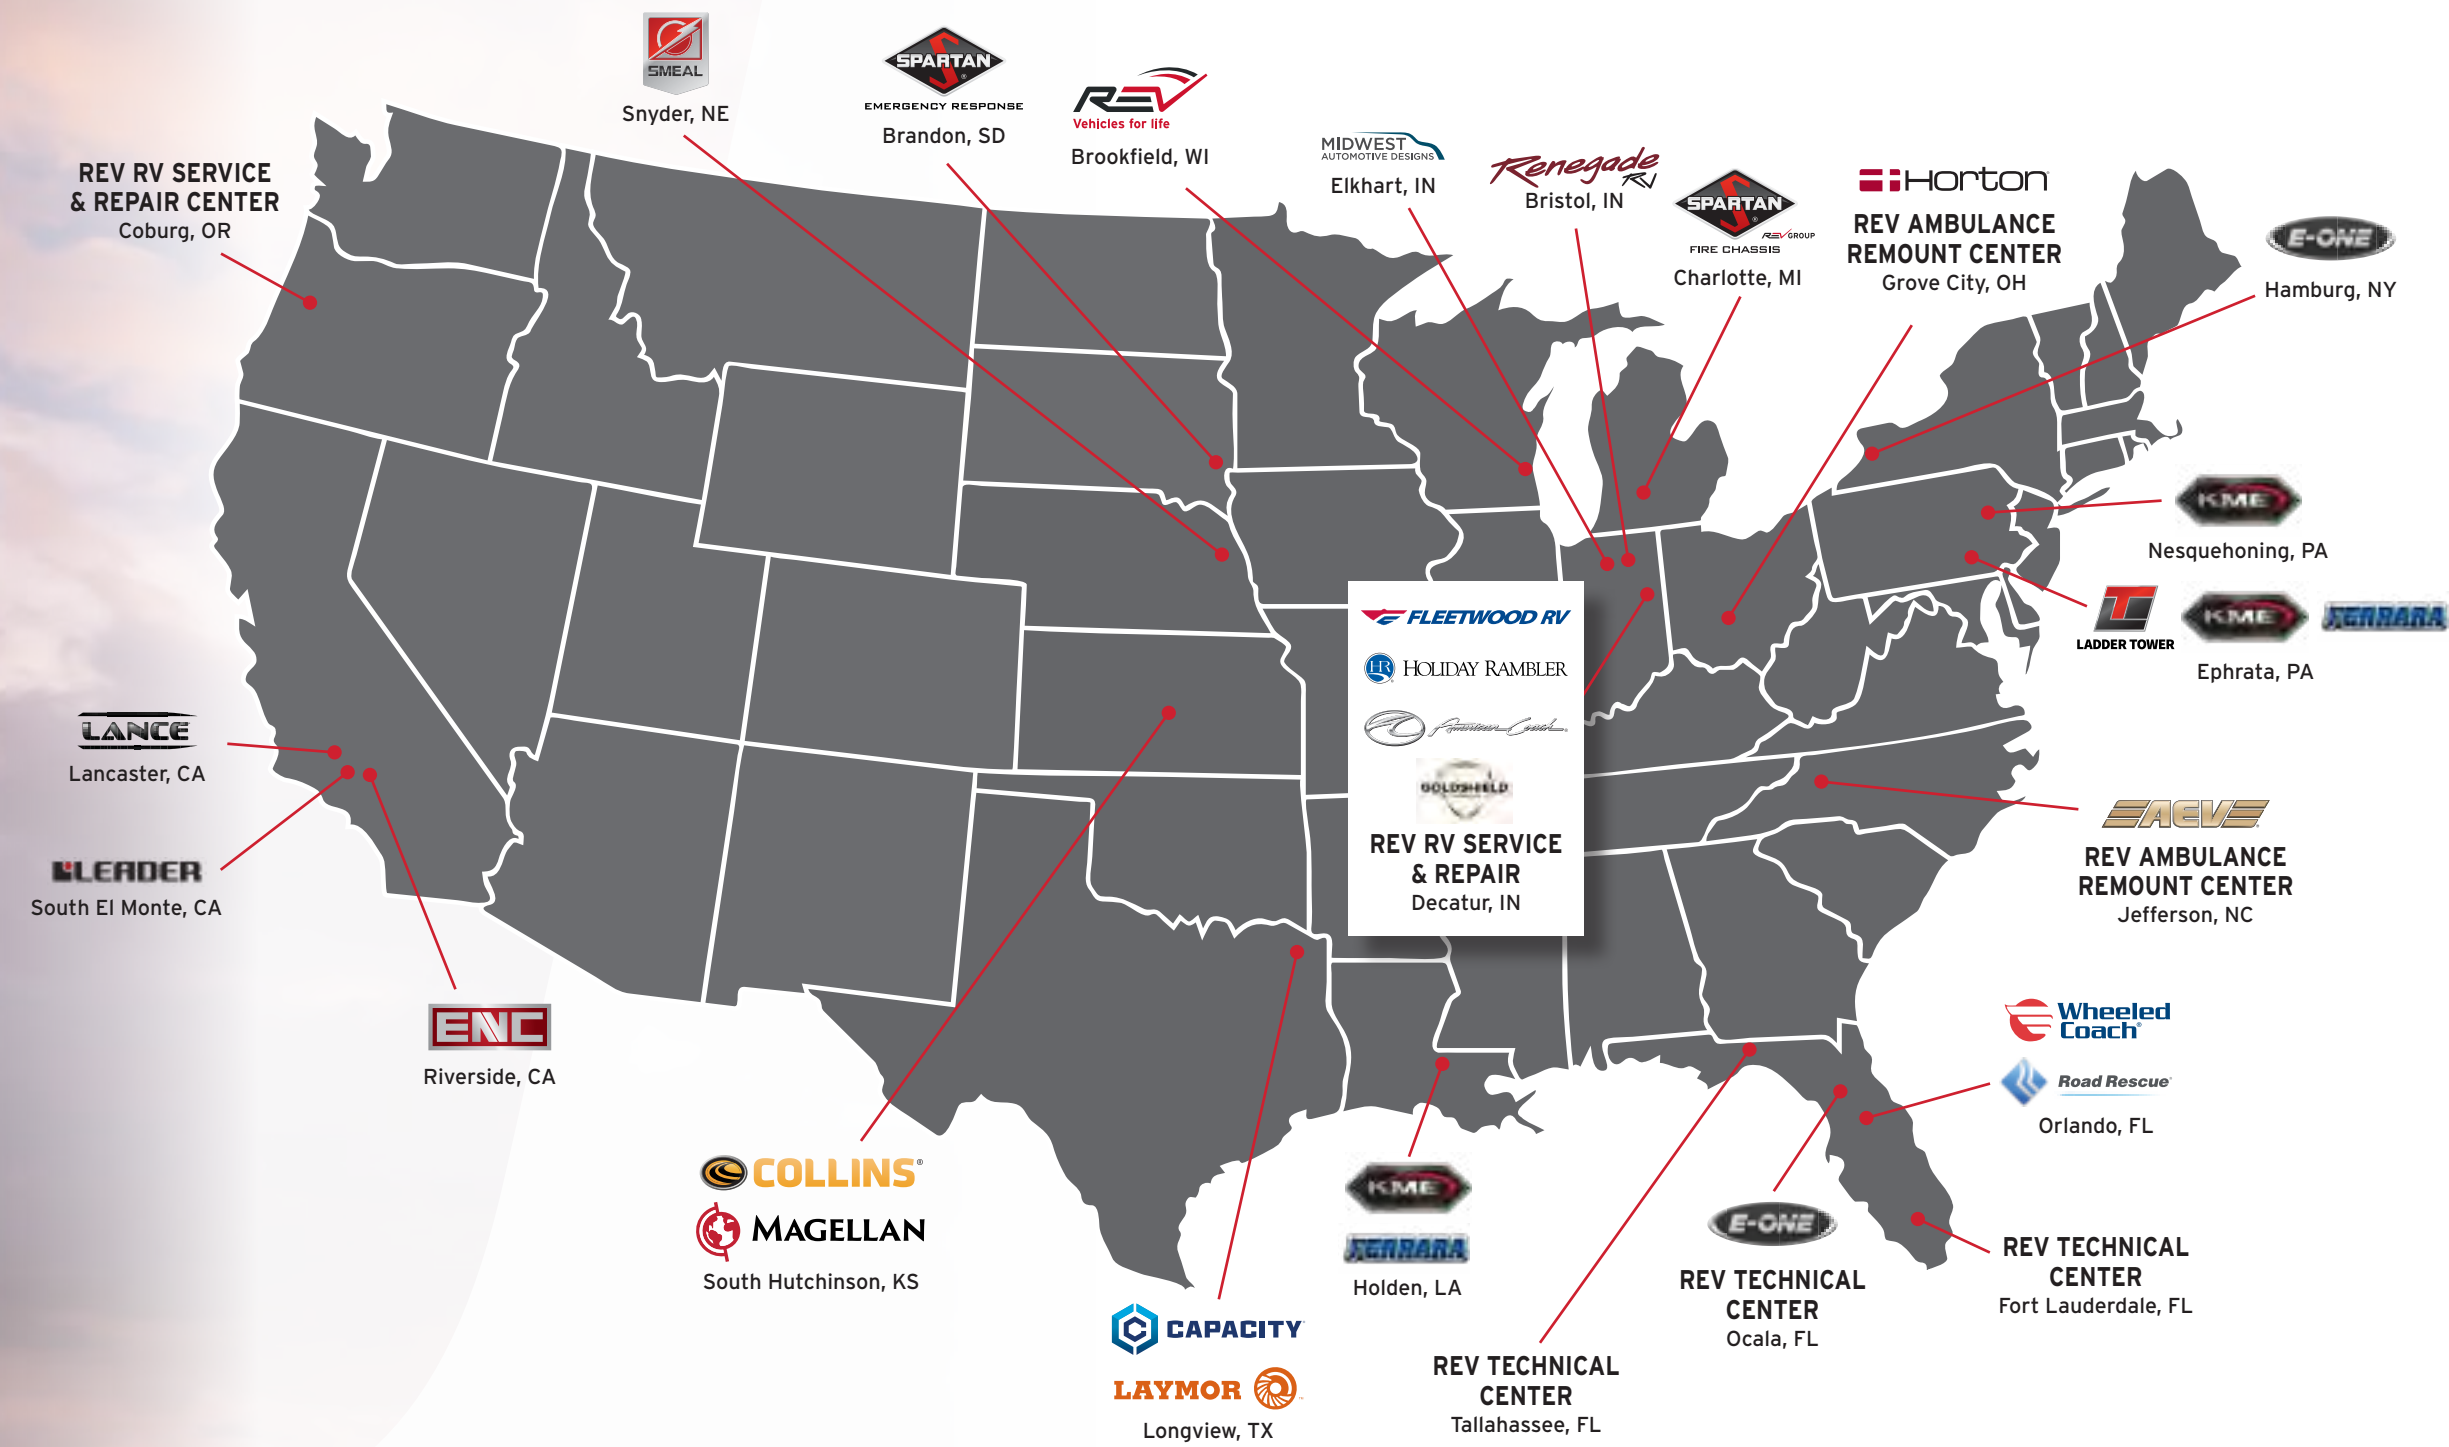 SMEAL
Snyder, NE
SPARTAN
EMERGENCY RESPONSE
Brandon, SD
REV
Vehicles for life
Brookfield, WI
MIDWEST
AUTOMOTIVE DESIGNS
Elkhart, IN
Renegade
RV
Bristol, IN
SPARTAN
REV GROUP
FIRE CHASSIS
Charlotte, MI
Horton
REV AMBULANCE
REMOUNT CENTER
Grove City, OH
E-ONE
Hamburg, NY
REV RV SERVICE
& REPAIR CENTER
Coburg, OR
KME
Nesquehoning, PA
LADDER TOWER
KME
FERRARA
Ephrata, PA
FLEETWOOD RV
HR HOLIDAY RAMBLER
American Coach
GOLDSHIELD
REV RV SERVICE
& REPAIR
Decatur, IN
LANCE
Lancaster, CA
LEADER
South El Monte, CA
ENC
Riverside, CA
AEV
REV AMBULANCE
REMOUNT CENTER
Jefferson, NC
Wheeled
Coach
Road Rescue
Orlando, FL
COLLINS
MAGELLAN
South Hutchinson, KS
CAPACITY
LAYMOR
Longview, TX
KME
FERRARA
Holden, LA
REV TECHNICAL
CENTER
Tallahassee, FL
E-ONE
REV TECHNICAL
CENTER
Ocala, FL
REV TECHNICAL
CENTER
Fort Lauderdale, FL